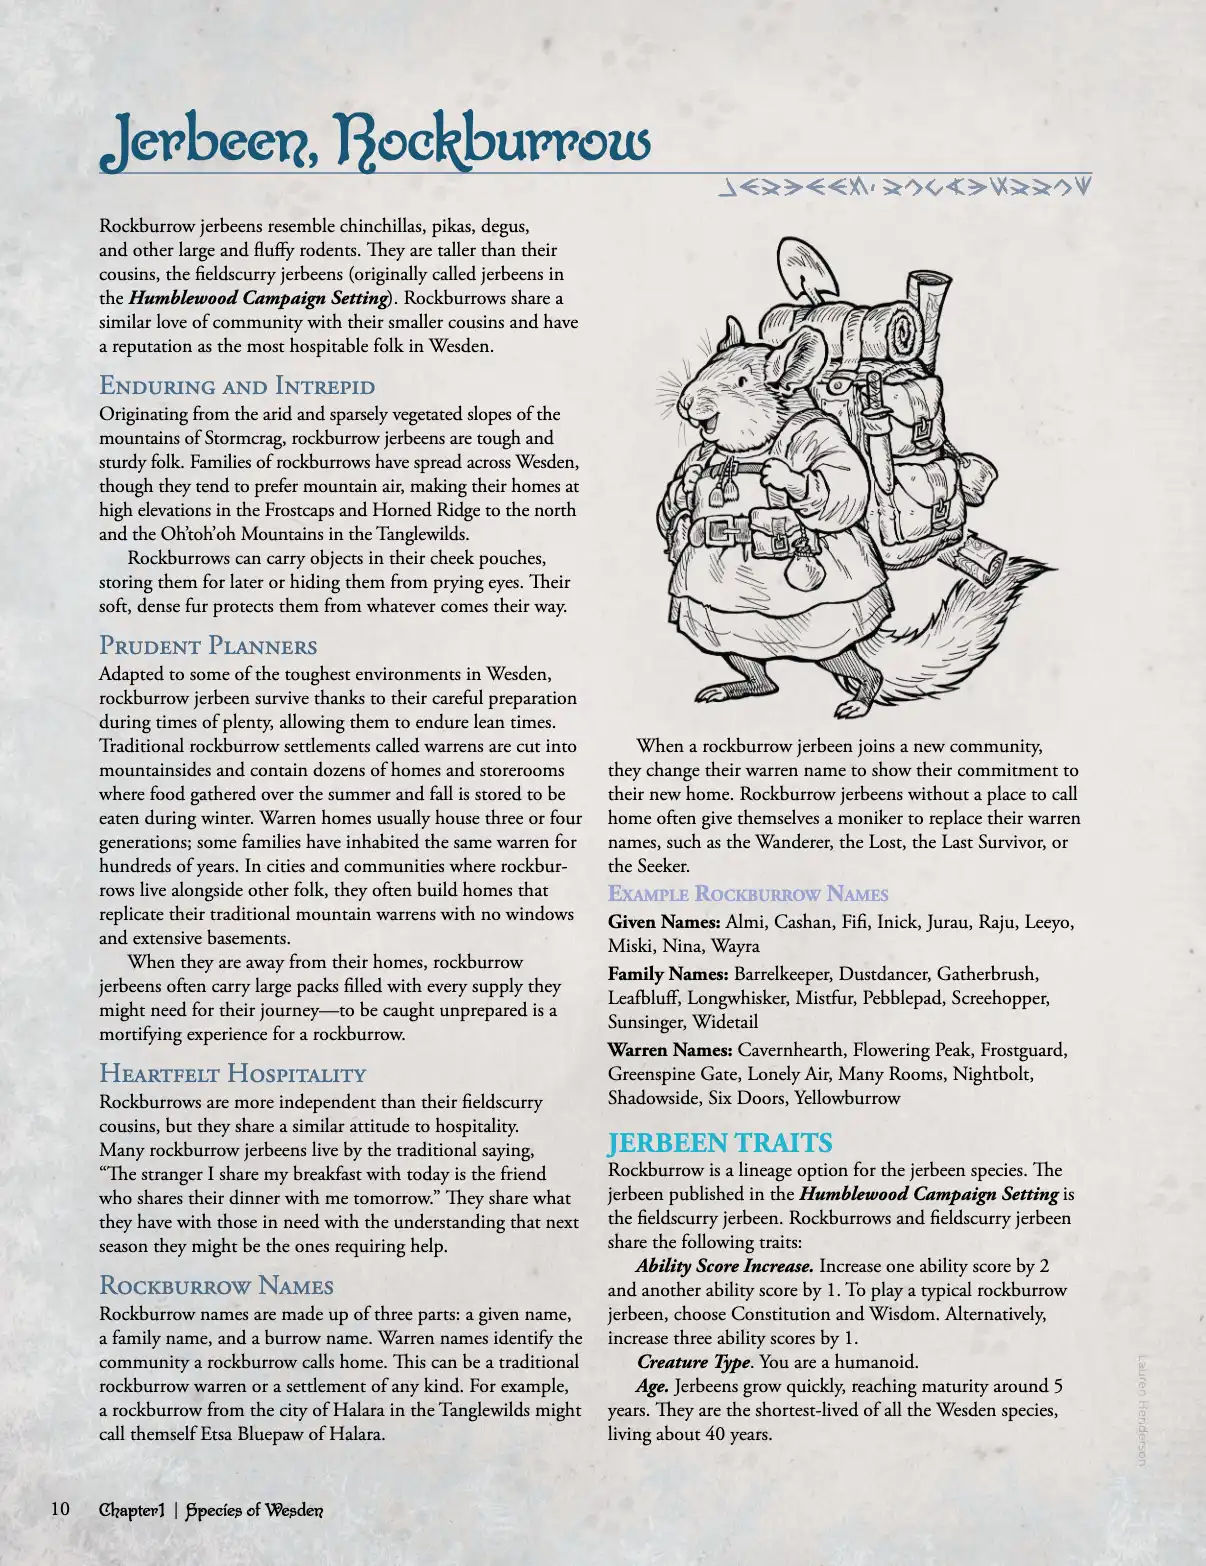 Jerbeen, Rockburrow
Rockburrow jerbeens resemble chinchillas, pikas, degus,
and other large and fluffy rodents. They are taller than their
cousins, the fieldscurry jerbeens (originally called jerbeens in
the Humblewood Campaign Setting). Rockburrows share a
similar love of community with their smaller cousins and have
a reputation as the most hospitable folk in Wesden.
Enduring and Intrepid
Originating from the arid and sparsely vegetated slopes of the
mountains of Stormcrag, rockburrow jerbeens are tough and
sturdy folk. Families of rockburrows have spread across Wesden,
though they tend to prefer mountain air, making their homes at
high elevations in the Frostcaps and Horned Ridge to the north
and the Oh’toh’oh Mountains in the Tanglewilds.
Rockburrows can carry objects in their cheek pouches,
storing them for later or hiding them from prying eyes. Their
soft, dense fur protects them from whatever comes their way.
Prudent Planners
Adapted to some of the toughest environments in Wesden,
rockburrow jerbeen survive thanks to their careful preparation
during times of plenty, allowing them to endure lean times.
Traditional rockburrow settlements called warrens are cut into
mountainsides and contain dozens of homes and storerooms
where food gathered over the summer and fall is stored to be
eaten during winter. Warren homes usually house three or four
generations; some families have inhabited the same warren for
hundreds of years. In cities and communities where rockbur-
rows live alongside other folk, they often build homes that
replicate their traditional mountain warrens with no windows
and extensive basements.
When they are away from their homes, rockburrow
jerbeens often carry large packs filled with every supply they
might need for their journey—to be caught unprepared is a
mortifying experience for a rockburrow.
Heartfelt Hospitality
Rockburrows are more independent than their fieldscurry
cousins, but they share a similar attitude to hospitality.
Many rockburrow jerbeens live by the traditional saying,
“The stranger I share my breakfast with today is the friend
who shares their dinner with me tomorrow.” They share what
they have with those in need with the understanding that next
season they might be the ones requiring help.
Rockburrow Names
Rockburrow names are made up of three parts: a given name,
a family name, and a burrow name. Warren names identify the
community a rockburrow calls home. This can be a traditional
rockburrow warren or a settlement of any kind. For example,
a rockburrow from the city of Halara in the Tanglewilds might
call themself Etsa Bluepaw of Halara.
When a rockburrow jerbeen joins a new community,
they change their warren name to show their commitment to
their new home. Rockburrow jerbeens without a place to call
home often give themselves a moniker to replace their warren
names, such as the Wanderer, the Lost, the Last Survivor, or
the Seeker.
Example Rockburrow Names
Given Names: Almi, Cashan, Fifi, Inick, Jurau, Raju, Leeyo,
Miski, Nina, Wayra
Family Names: Barrelkeeper, Dustdancer, Gatherbrush,
Leafbluff, Longwhisker, Mistfur, Pebblepad, Screehopper,
Sunsinger, Widetail
Warren Names: Cavernhearth, Flowering Peak, Frostguard,
Greenspine Gate, Lonely Air, Many Rooms, Nightbolt,
Shadowside, Six Doors, Yellowburrow
JERBEEN TRAITS
Rockburrow is a lineage option for the jerbeen species. The
jerbeen published in the Humblewood Campaign Setting is
the fieldscurry jerbeen. Rockburrows and fieldscurry jerbeen
share the following traits:
Ability Score Increase. Increase one ability score by 2
and another ability score by 1. To play a typical rockburrow
jerbeen, choose Constitution and Wisdom. Alternatively,
increase three ability scores by 1.
Creature Type. You are a humanoid.
Age. Jerbeens grow quickly, reaching maturity around 5
years. They are the shortest-lived of all the Wesden species,
living about 40 years.
Lauren Henderson
10 Chapter1 | Species of Wesden